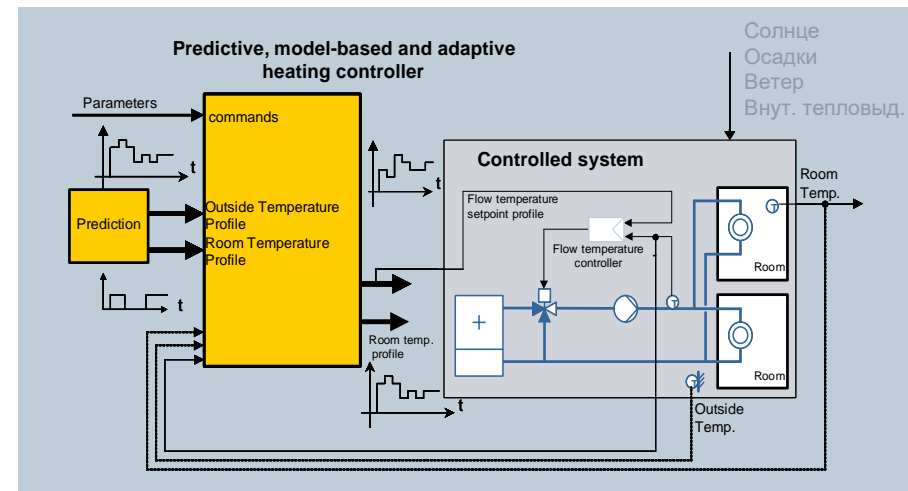 Predictive, model-based and adaptive
heating controller
Солнце
Осадки
Ветер
Внут. тепловыд.
Parameters
commands
t
t
Controlled system
Room
Temp.
Flow temperature
setpoint profile
Prediction
Outside Temperature
Profile
Room Temperature
Profile
T
Flow temperature
controller
Room
T
t
+
Room temp.
profile
Room
T
t
Outside
Temp.